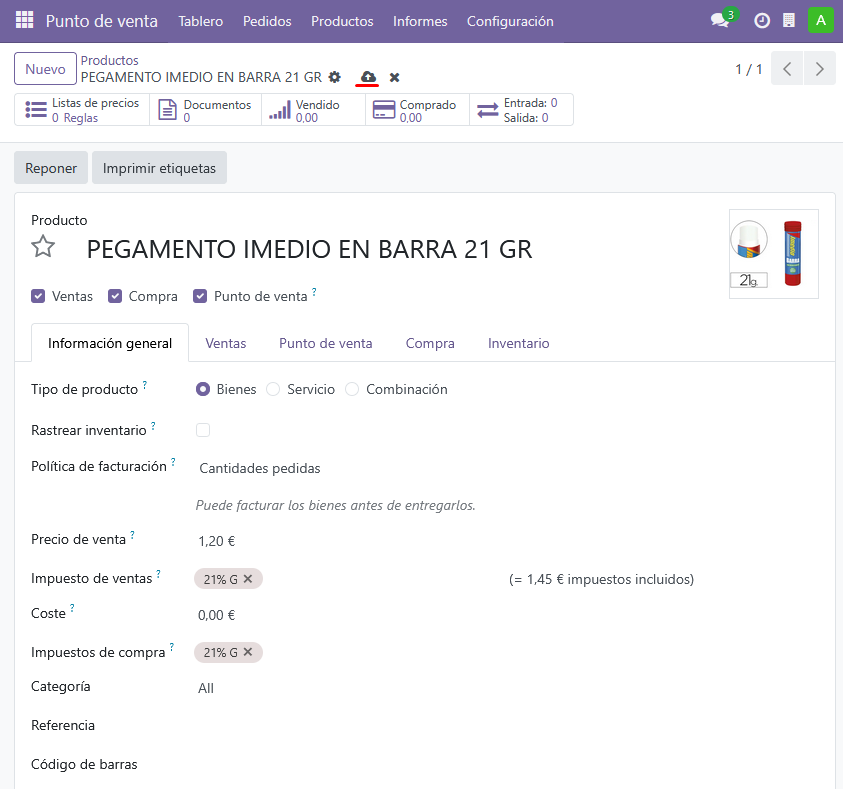 Punto de venta Tablero Pedidos Productos Informes Configuración 3 A
Nuevo Productos
PEGAMENTO IMEDIO EN BARRA 21 GR 1 / 1
Listas de precios Documentos Vendido Comprado Entrada: 0
0 Reglas 0 0,00 0,00 Salida: 0
Reponer Imprimir etiquetas
Producto
PEGAMENTO IMEDIO EN BARRA 21 GR
21g.
BARRA
Ventas Compra Punto de venta ?
Información general Ventas Punto de venta Compra Inventario
Tipo de producto ? Bienes Servicio Combinación
Rastrear inventario ?
Política de facturación ? Cantidades pedidas
Puede facturar los bienes antes de entregarlos.
Precio de venta ? 1,20 €
Impuesto de ventas ? 21% G (= 1,45 € impuestos incluidos)
Coste ? 0,00 €
Impuestos de compra ? 21% G
Categoría All
Referencia
Código de barras